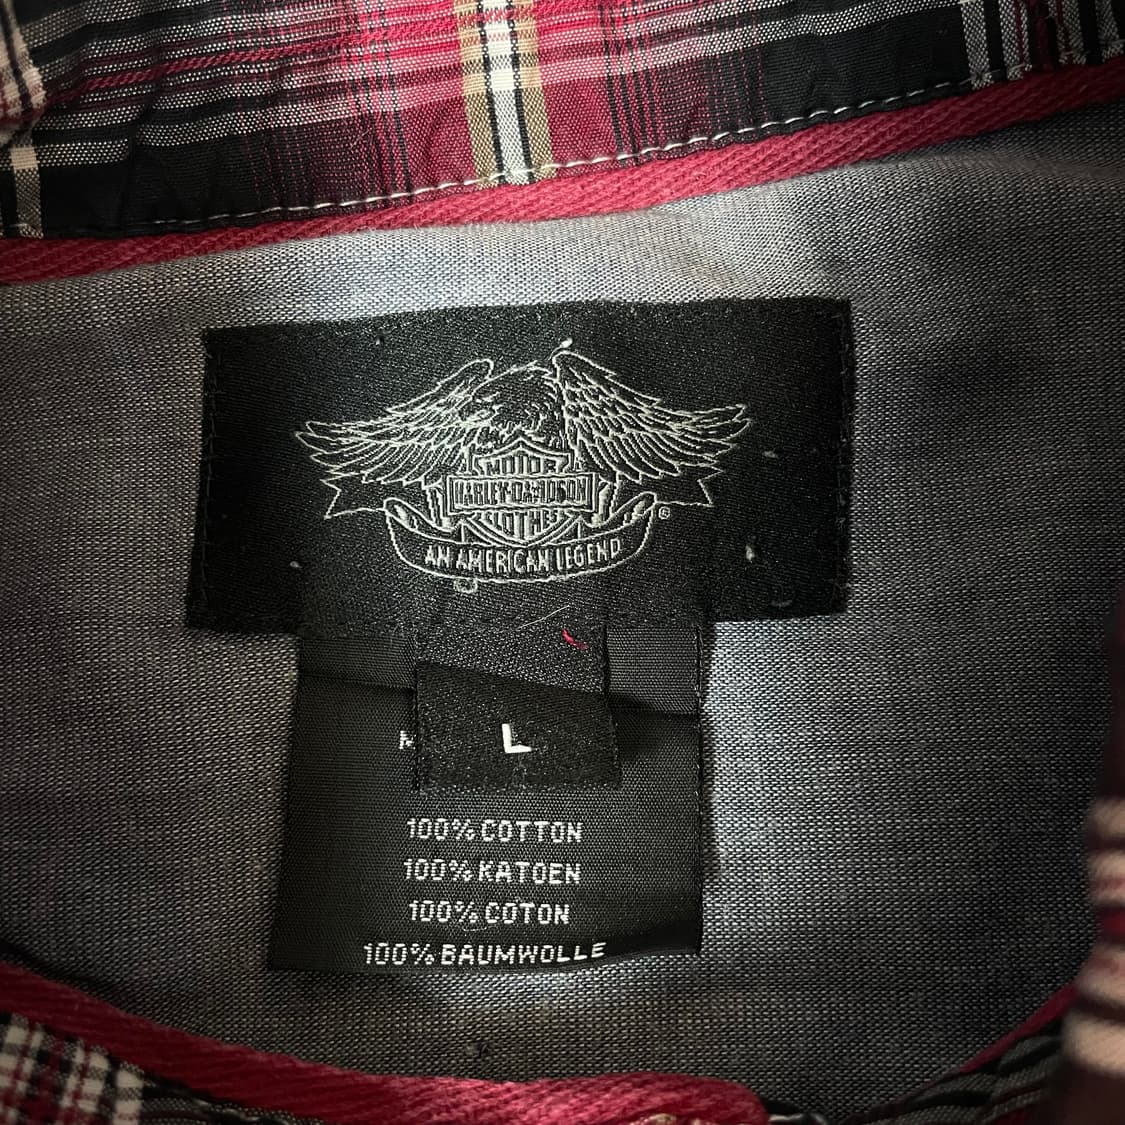 MOTOR
HARLEY-DAVIDSON
CLOTHES
®
AN AMERICAN LEGEND
L
100% COTTON
100% KATOEN
100% COTON
100% BAUMWOLLE